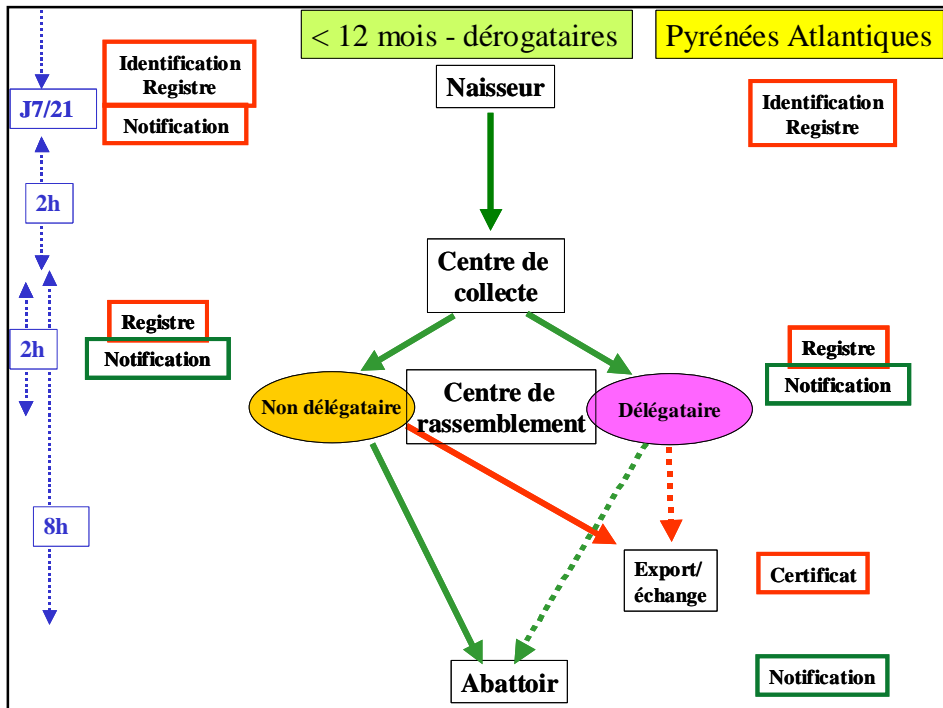 < 12 mois - dérogataires
Pyrénées Atlantiques
Identification
Registre
Naisseur
J7/21
Notification
Identification
Registre
2h
Centre de
collecte
Registre
2h
Notification
Registre
Notification
Non délégataire
Centre de
rassemblement
Délégataire
8h
Export/
échange
Certificat
Abattoir
Notification